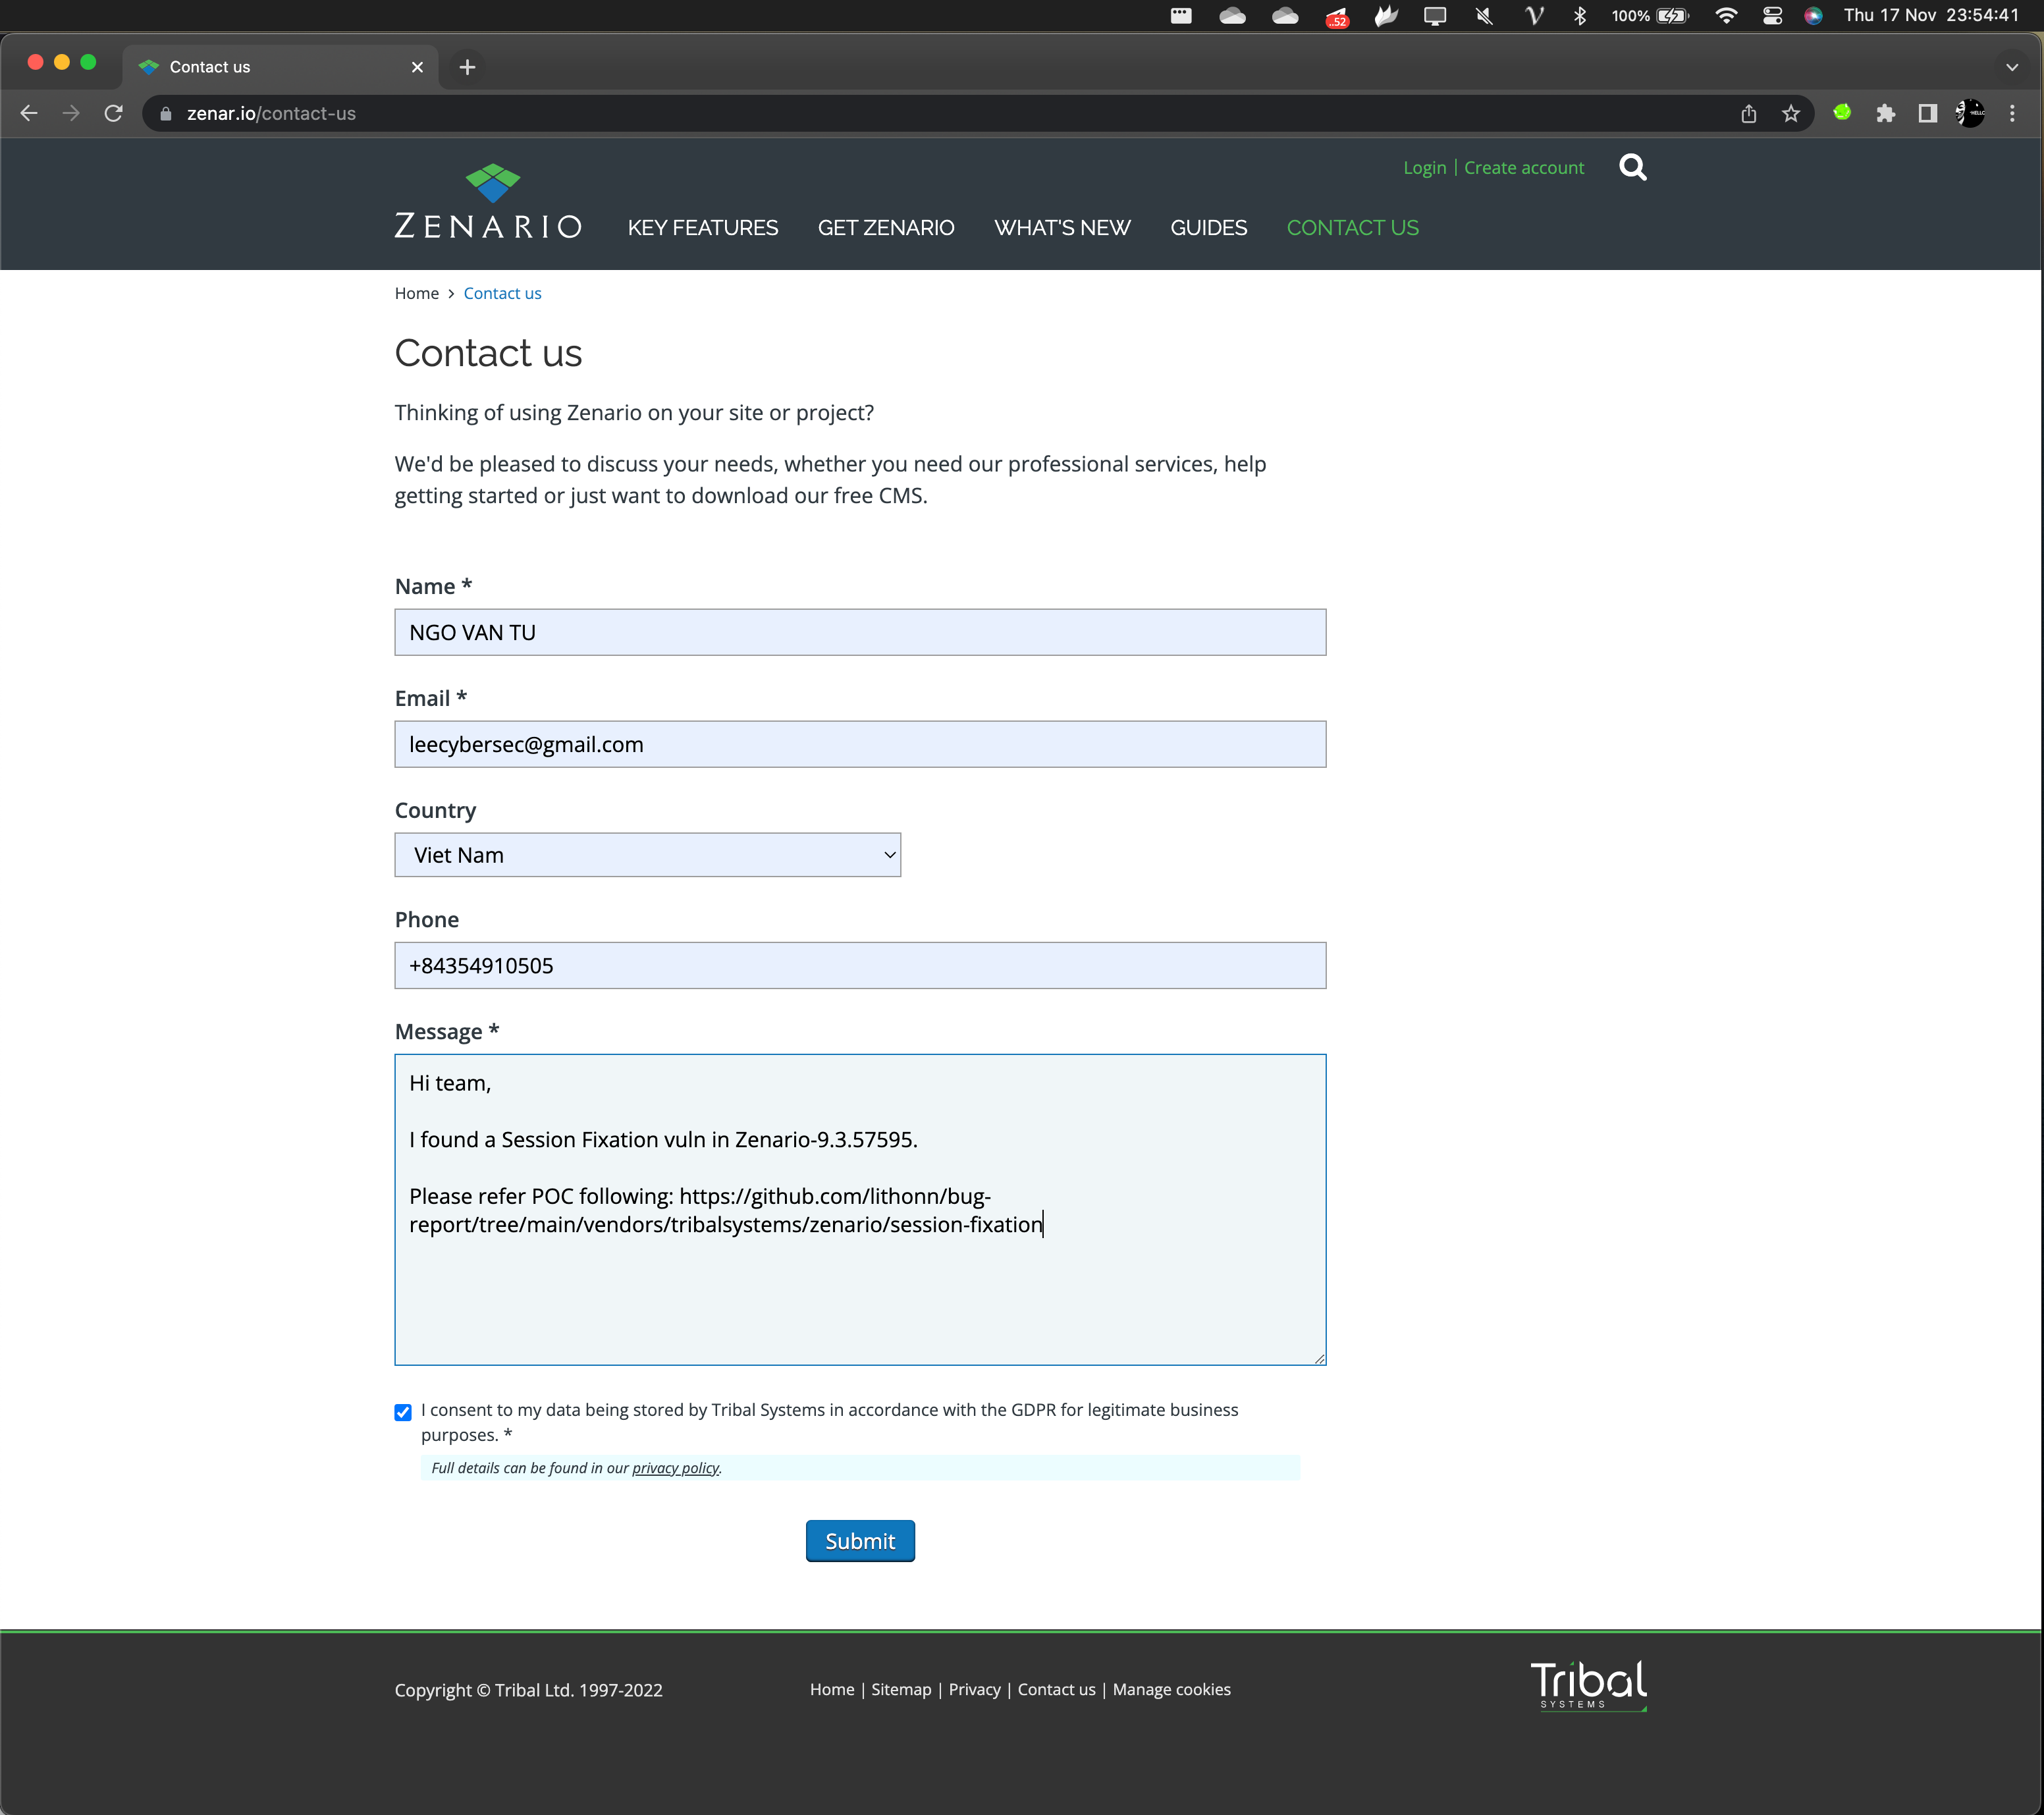 ..52
100%
Thu 17 Nov 23:54:41
Contact us
zenar.io/contact-us
Login | Create account
ZENARIO
KEY FEATURES GET ZENARIO WHAT'S NEW GUIDES CONTACT US
Home > Contact us
Contact us
Thinking of using Zenario on your site or project?
We'd be pleased to discuss your needs, whether you need our professional services, help
getting started or just want to download our free CMS.
Name *
NGO VAN TU
Email *
leecybersec@gmail.com
Country
Viet Nam
Phone
+84354910505
Message *
Hi team,
I found a Session Fixation vuln in Zenario-9.3.57595.
Please refer POC following: https://github.com/lithonn/bug-
report/tree/main/vendors/tribalsystems/zenario/session-fixation
I consent to my data being stored by Tribal Systems in accordance with the GDPR for legitimate business
purposes. *
Full details can be found in our privacy policy.
Submit
Copyright © Tribal Ltd. 1997-2022
Home | Sitemap | Privacy | Contact us | Manage cookies
Tribal
SYSTEMS